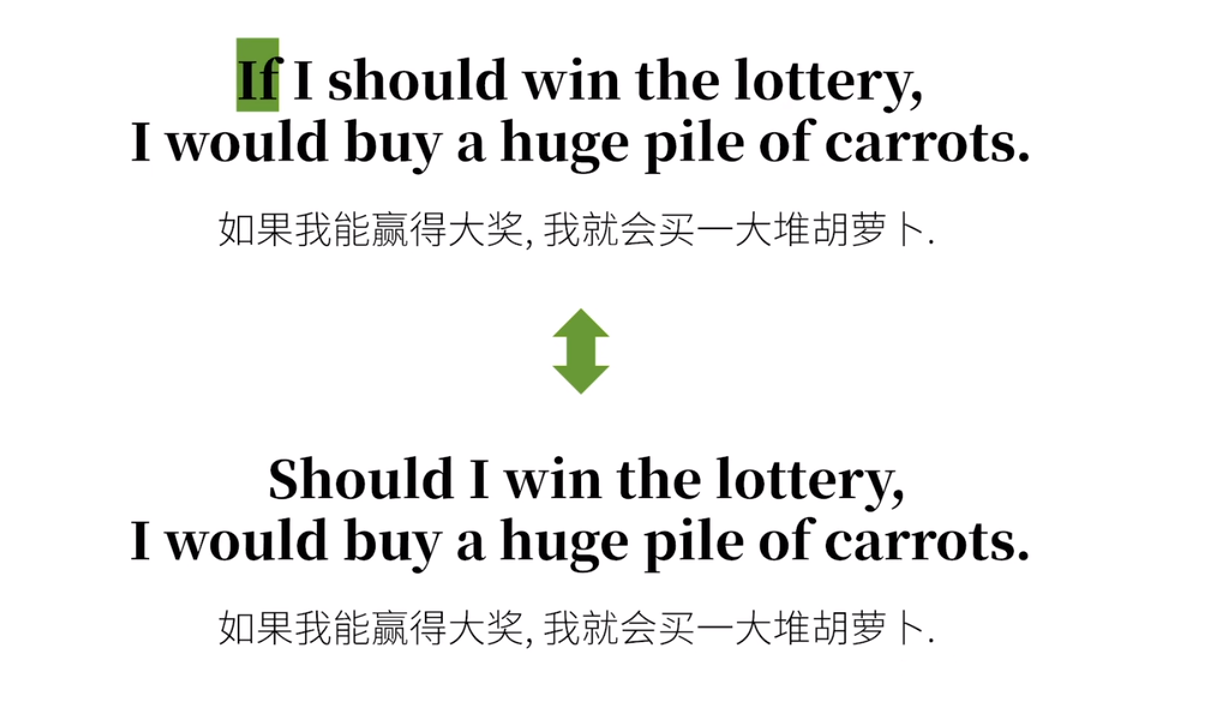 If I should win the lottery,
I would buy a huge pile of carrots.
如果我能赢得大奖, 我就会买一大堆胡萝卜.
Should I win the lottery,
I would buy a huge pile of carrots.
如果我能赢得大奖, 我就会买一大堆胡萝卜.